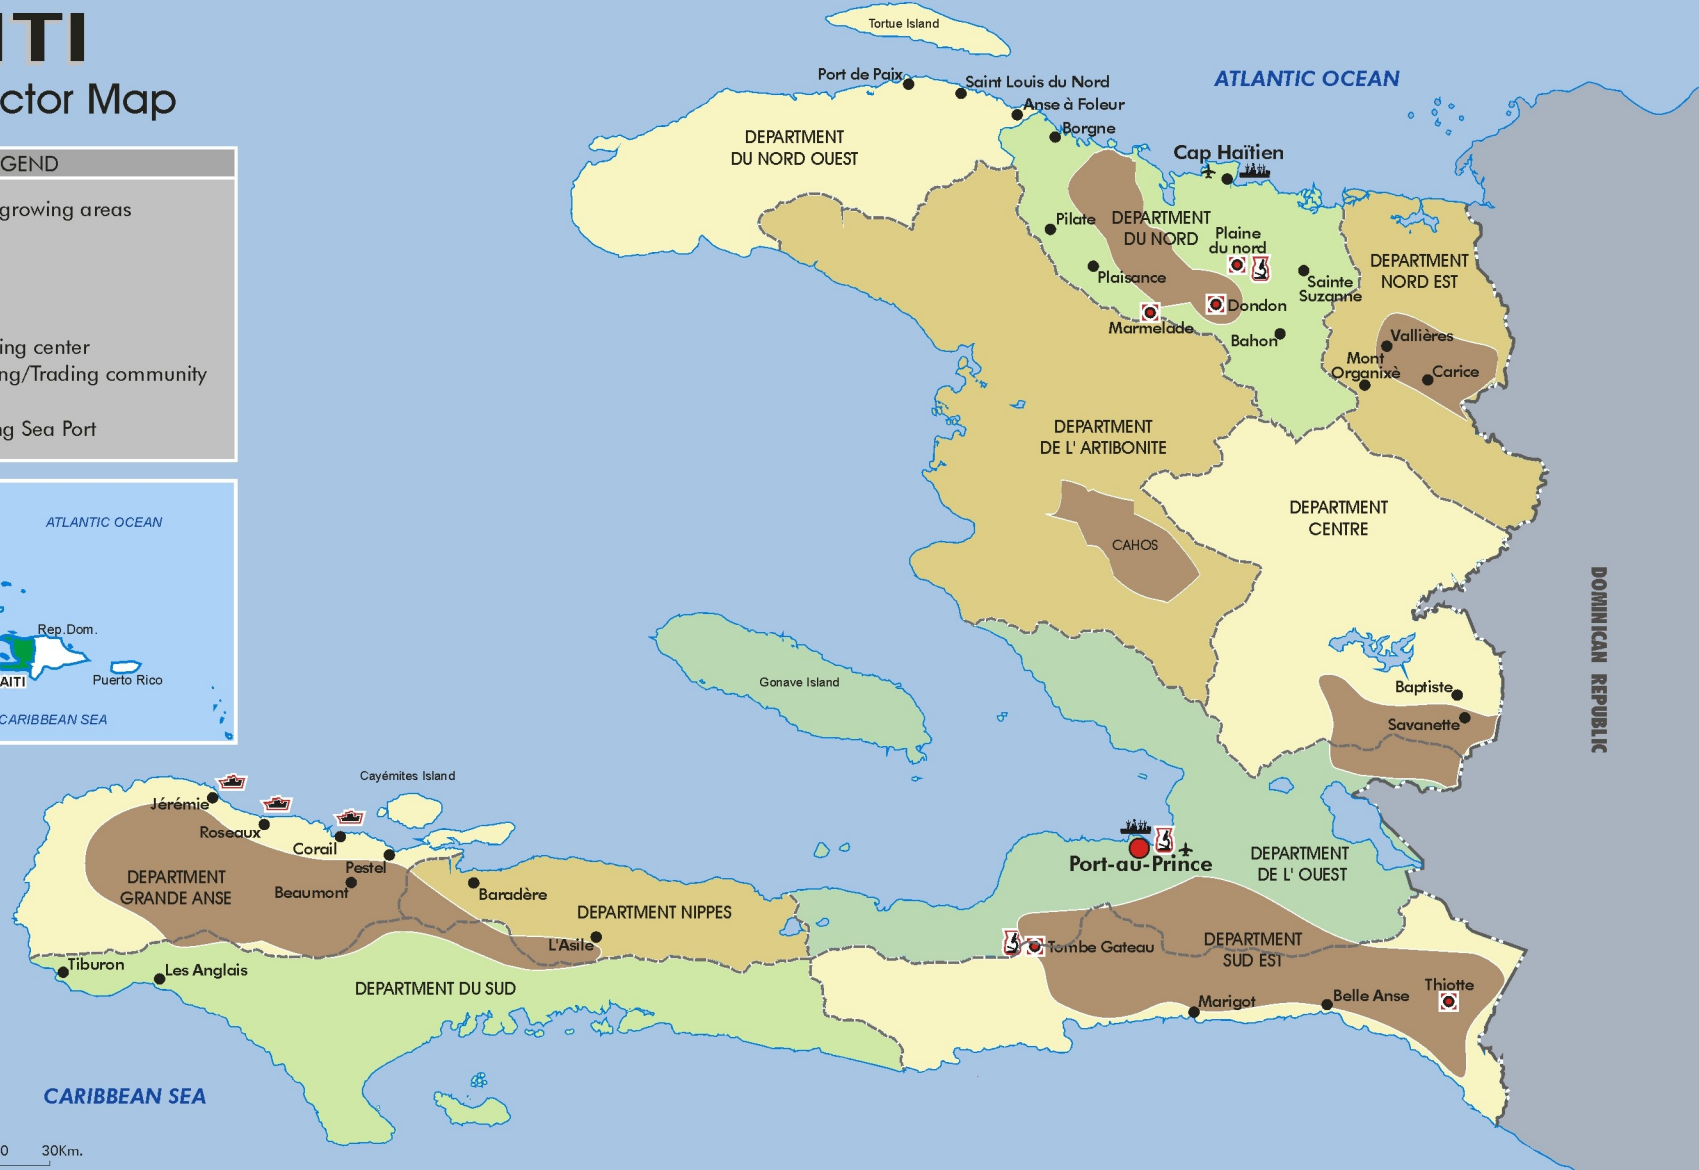 ITI
ctor Map
GEND
growing areas
ing center
ng/Trading community
ng Sea Port
ATLANTIC OCEAN
Rep.Dom.
AITI
Puerto Rico
CARIBBEAN SEA
Tortue Island
ATLANTIC OCEAN
Port de Paix
Saint Louis du Nord
Anse à Foleur
Borgne
DEPARTMENT
DU NORD OUEST
Cap Haïtien
Pilate
DEPARTMENT
DU NORD
Plaine
du nord
Plaisance
Sainte
Suzanne
DEPARTMENT
NORD EST
Dondon
Marmelade
Bahon
Vallières
Mont
Organixè
Carice
DEPARTMENT
DE L' ARTIBONITE
DEPARTMENT
CENTRE
CAHOS
DOMINICAN REPUBLIC
Gonave Island
Baptiste
Savanette
Cayémites Island
Jérémie
Roseaux
Corail
Pestel
DEPARTMENT
GRANDE ANSE
Beaumont
Baradère
DEPARTMENT NIPPES
L'Asile
Port-au-Prince
DEPARTMENT
DE L' OUEST
Tombe Gateau
DEPARTMENT
SUD EST
Tiburon
Les Anglais
DEPARTMENT DU SUD
Marigot
Belle Anse
Thiotte
CARIBBEAN SEA
0 30Km.